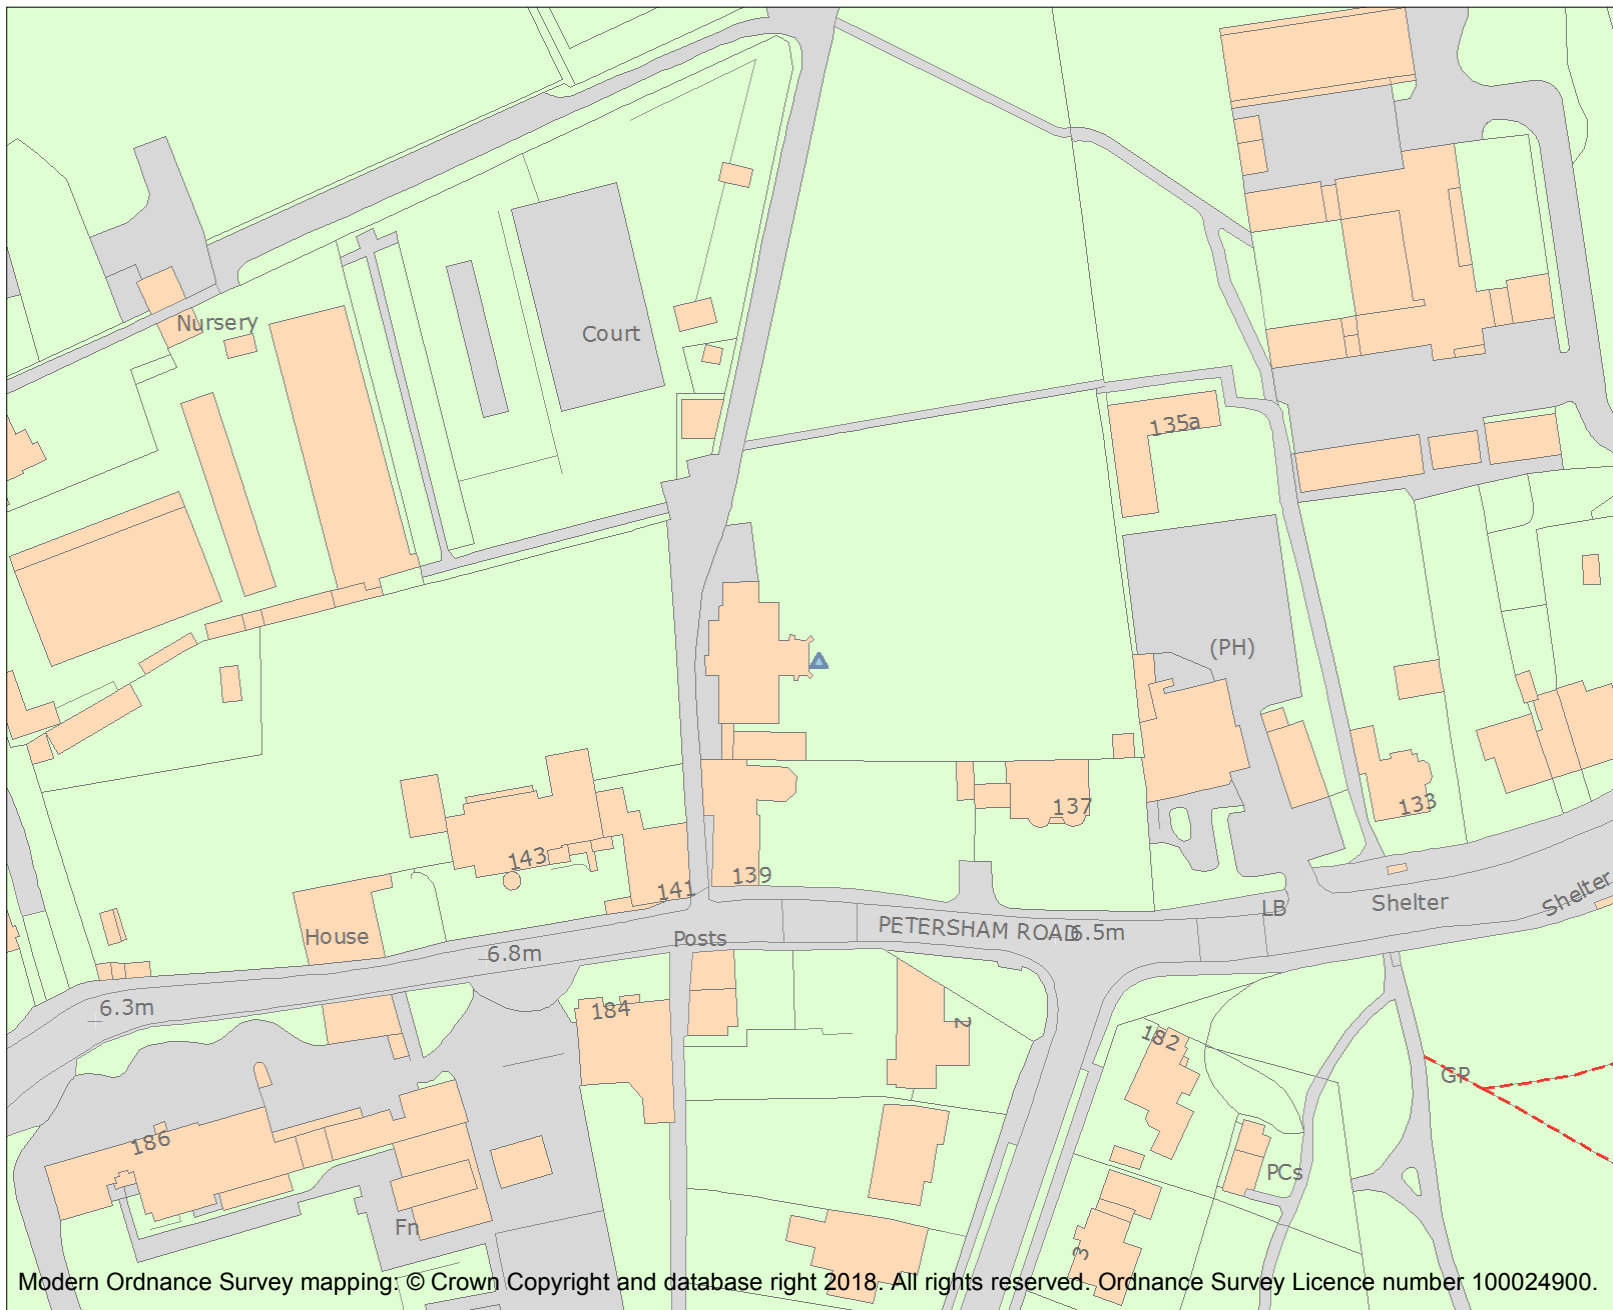 Nursery
Court
135a
(PH)
137
133
143
139
141
House
Posts
PETERSHAM ROAD
6.5m
LB
Shelter
Shelter
6.8m
6.3m
184
2
182
GP
186
PCs
Fn
3
Modern Ordnance Survey mapping: © Crown Copyright and database right 2018. All rights reserved. Ordnance Survey Licence number 100024900.